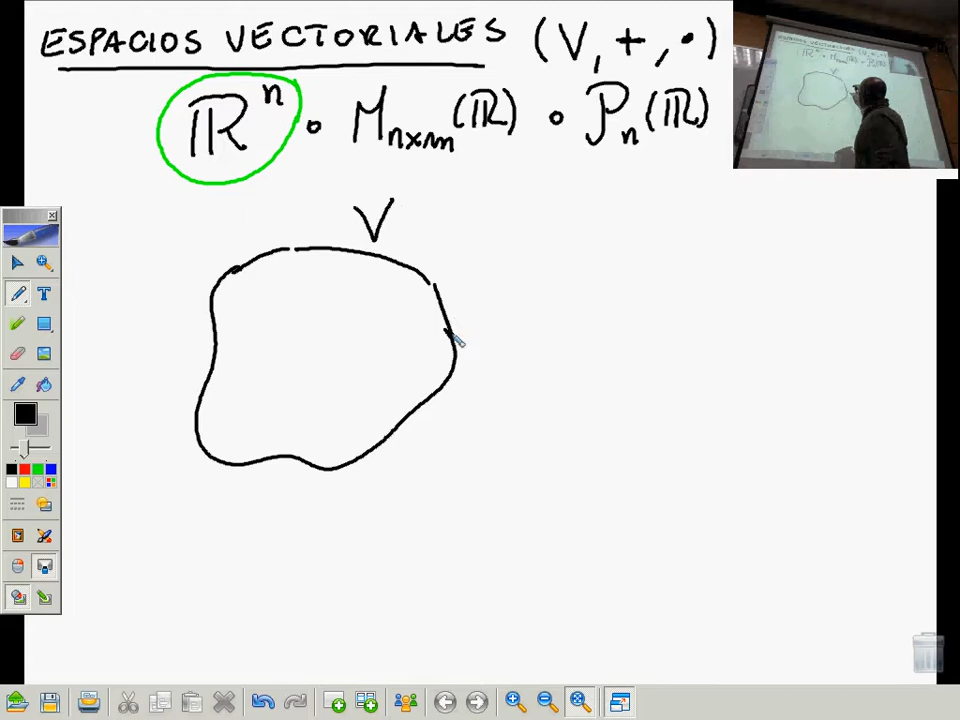 ESPACIOS VECTORIALES (V, +, •)
ℝⁿ • Mₙₓₘ(ℝ) • 𝒫ₙ(ℝ)
V